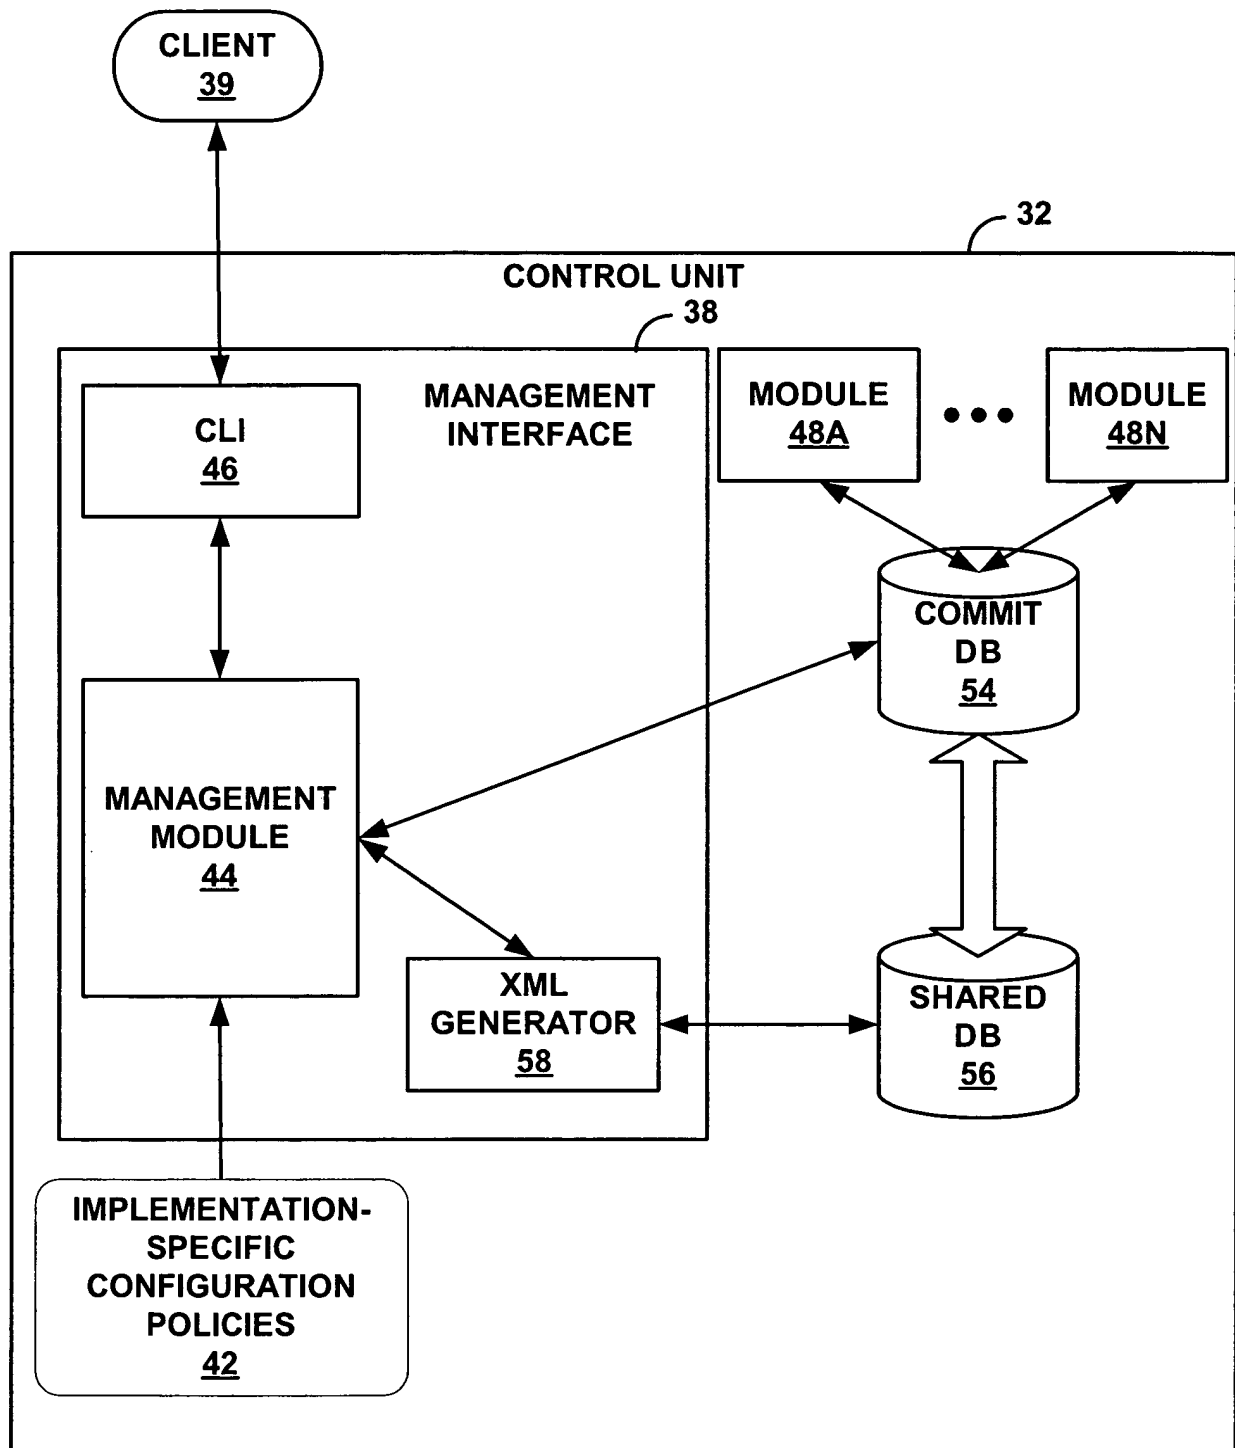 CLIENT
39
32
CONTROL UNIT
38
MANAGEMENT
INTERFACE
CLI
46
MODULE
48A
MODULE
48N
COMMIT
DB
54
MANAGEMENT
MODULE
44
XML
GENERATOR
58
SHARED
DB
56
IMPLEMENTATION-
SPECIFIC
CONFIGURATION
POLICIES
42